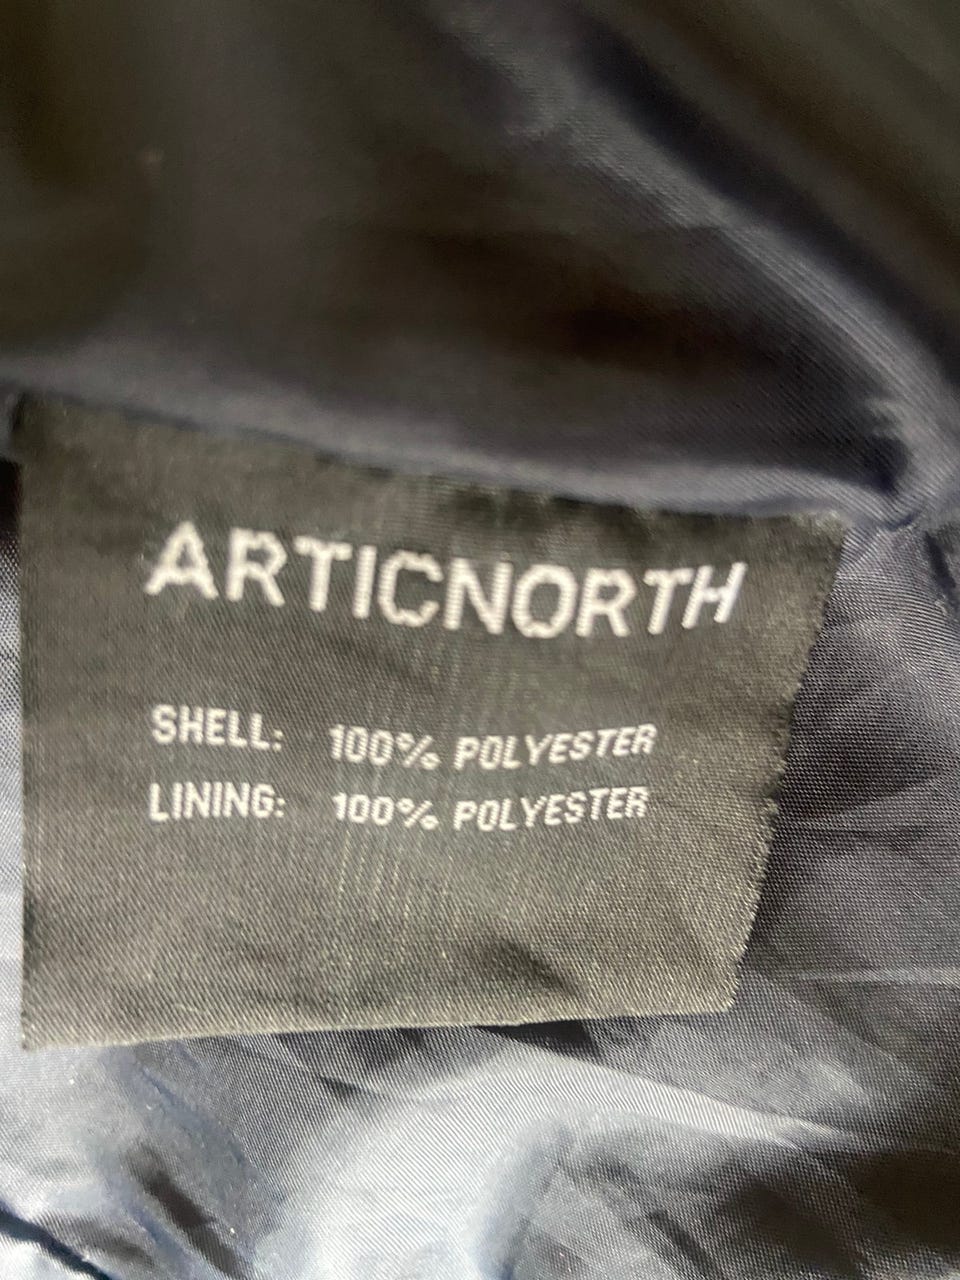 ARTICNORTH
SHELL: 100% POLYESTER
LINING: 100% POLYESTER